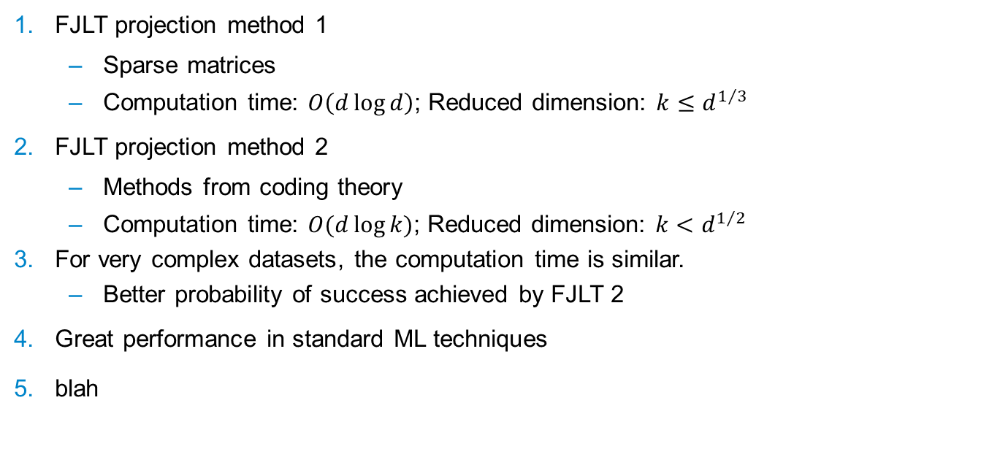 1. FJLT projection method 1
– Sparse matrices
– Computation time: O(d log d); Reduced dimension: k ≤ d^{1/3}
2. FJLT projection method 2
– Methods from coding theory
– Computation time: O(d log k); Reduced dimension: k < d^{1/2}
3. For very complex datasets, the computation time is similar.
– Better probability of success achieved by FJLT 2
4. Great performance in standard ML techniques
5. blah